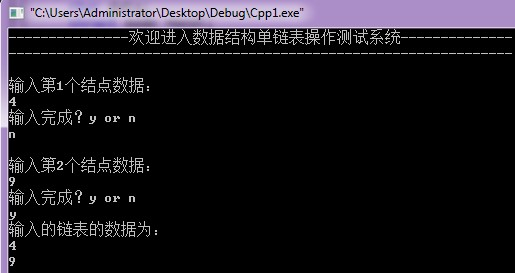 "C:\Users\Administrator\Desktop\Debug\Cpp1.exe"
---------------欢迎进入数据结构单链表操作测试系统--------------
---------------------------------------------------------------
输入第1个结点数据：
4
输入完成？y or n
n
输入第2个结点数据：
9
输入完成？y or n
y
输入的链表的数据为：
4
9